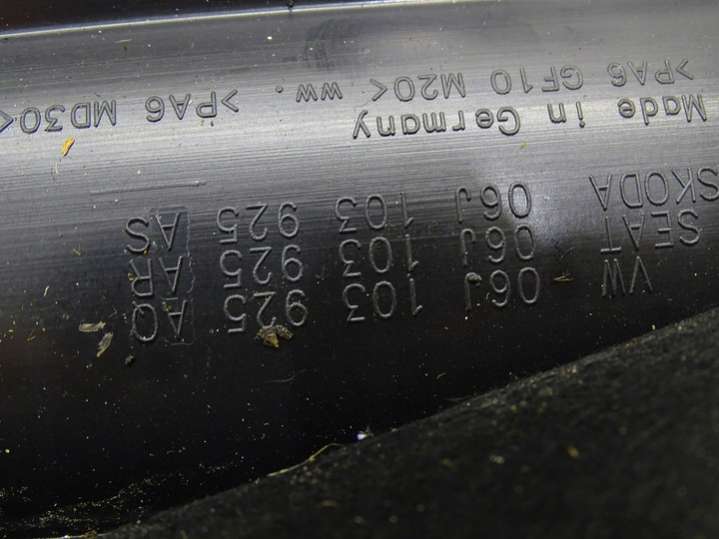 VW 06J 103 925 AQ
SEAT 06J 103 925 AR
SKODA 06J 103 925 AS
Made in Germany
>PA6 GF10 M20< WW. >PA6 MD30<